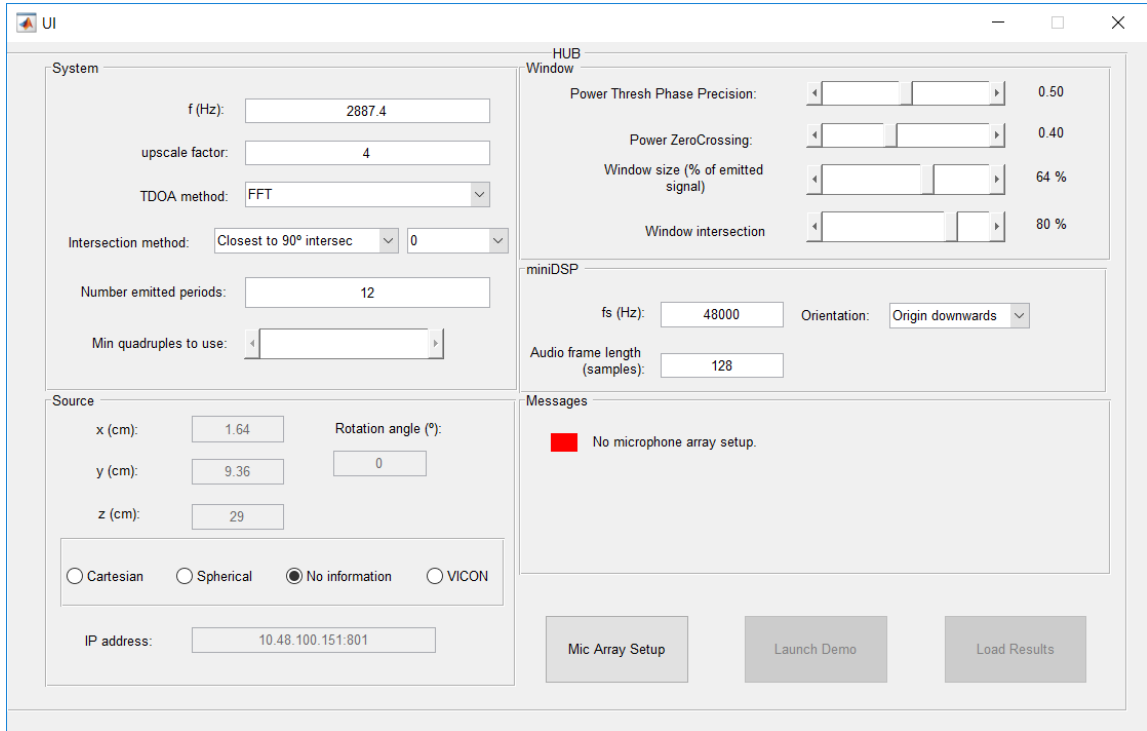 UI
HUB
System
f (Hz): 2887.4
upscale factor: 4
TDOA method: FFT
Intersection method: Closest to 90º intersec 0
Number emitted periods: 12
Min quadruples to use:
Window
Power Thresh Phase Precision: 0.50
Power ZeroCrossing: 0.40
Window size (% of emitted
signal) 64 %
Window intersection 80 %
miniDSP
fs (Hz): 48000 Orientation: Origin downwards
Audio frame length
(samples): 128
Source
x (cm): 1.64 Rotation angle (º):
0
y (cm): 9.36
z (cm): 29
Cartesian Spherical No information VICON
IP address: 10.48.100.151:801
Messages
No microphone array setup.
Mic Array Setup Launch Demo Load Results